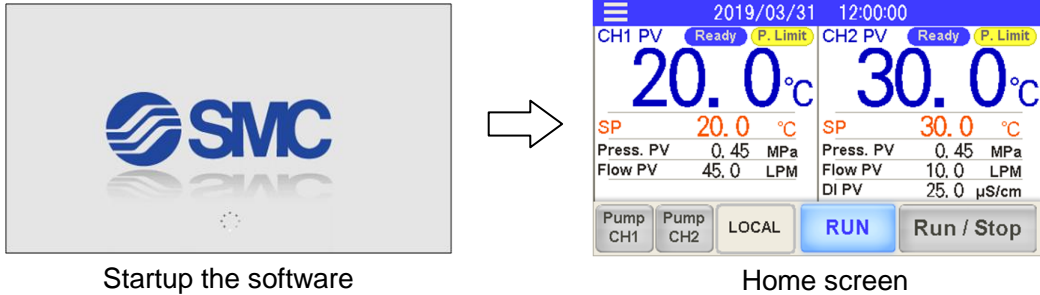 SMC
Startup the software
2019/03/31 12:00:00
CH1 PV Ready P. Limit
20. 0 °C
SP 20. 0 °C
Press. PV 0. 45 MPa
Flow PV 45. 0 LPM
CH2 PV Ready P. Limit
30. 0 °C
SP 30. 0 °C
Press. PV 0. 45 MPa
Flow PV 10. 0 LPM
DI PV 25. 0 µS/cm
Pump CH1
Pump CH2
LOCAL
RUN
Run / Stop
Home screen